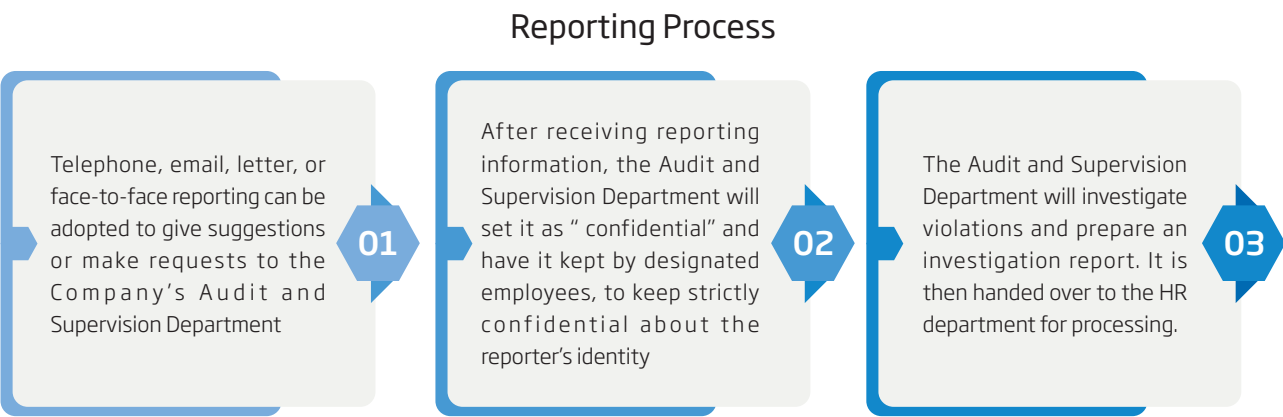 Reporting Process
Telephone, email, letter, or
face-to-face reporting can be
adopted to give suggestions
or make requests to the
Company's Audit and
Supervision Department
01
After receiving reporting
information, the Audit and
Supervision Department will
set it as “ confidential” and
have it kept by designated
employees, to keep strictly
confidential about the
reporter's identity
02
The Audit and Supervision
Department will investigate
violations and prepare an
investigation report. It is
then handed over to the HR
department for processing.
03